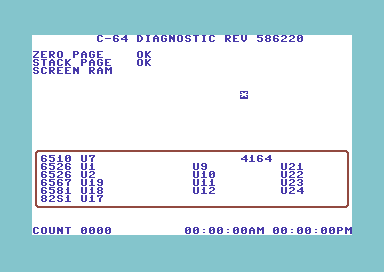 C-64 DIAGNOSTIC REV 586220
ZERO PAGE OK
STACK PAGE OK
SCREEN RAM
6510 U7 4164
6526 U1 U9 U21
6526 U2 U10 U22
6567 U19 U11 U23
6581 U18 U12 U24
82S1 U17
COUNT 0000 00:00:00AM 00:00:00PM